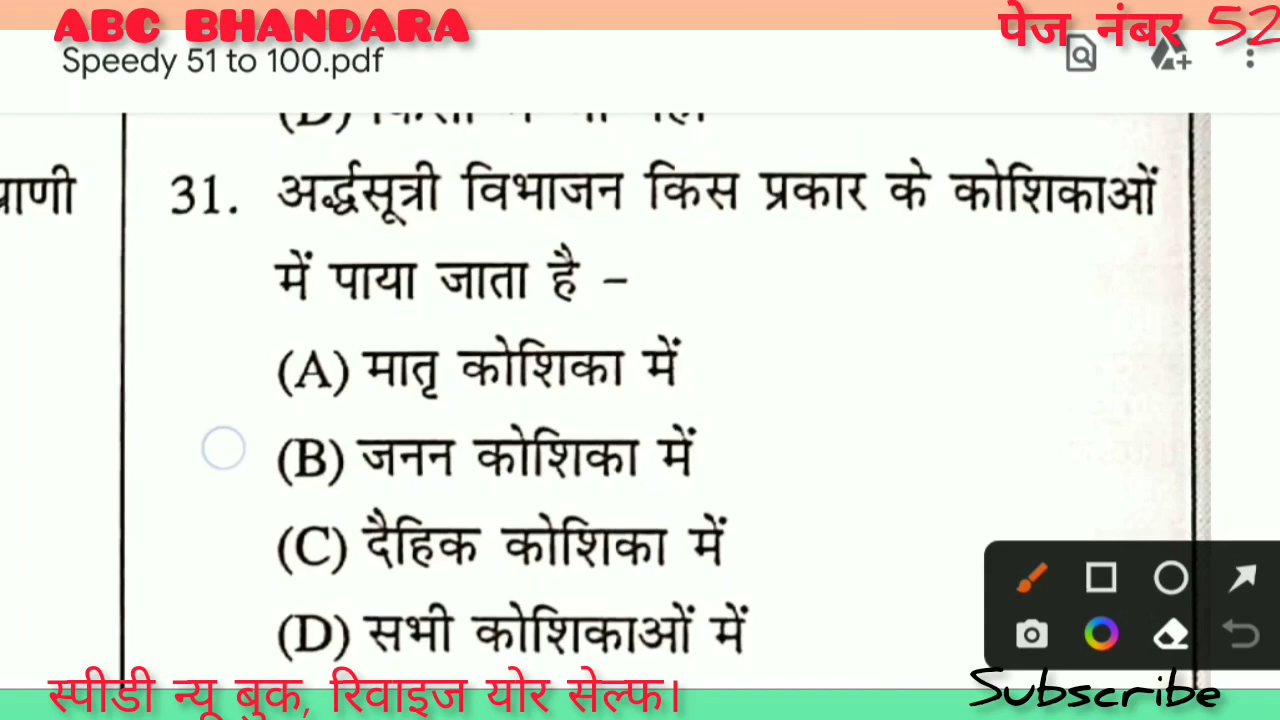 ABC BHANDARA
पेज नंबर 52
Speedy 51 to 100.pdf
31. अर्द्धसूत्री विभाजन किस प्रकार के कोशिकाओं
में पाया जाता है –
(A) मातृ कोशिका में
(B) जनन कोशिका में
(C) दैहिक कोशिका में
(D) सभी कोशिकाओं में
स्पीडी न्यू बुक, रिवाइज योर सेल्फ।
Subscribe